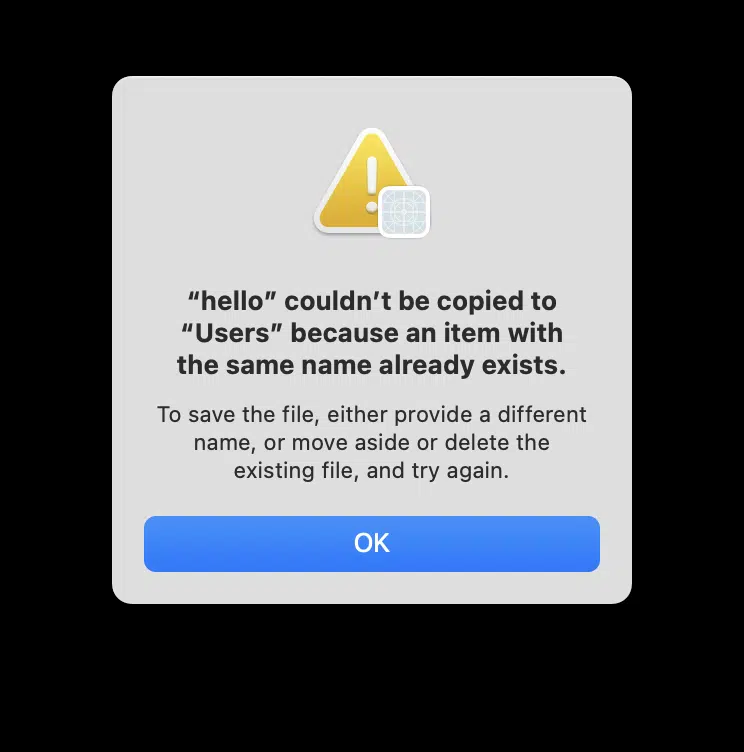 “hello” couldn’t be copied to
“Users” because an item with
the same name already exists.
To save the file, either provide a different
name, or move aside or delete the
existing file, and try again.
OK